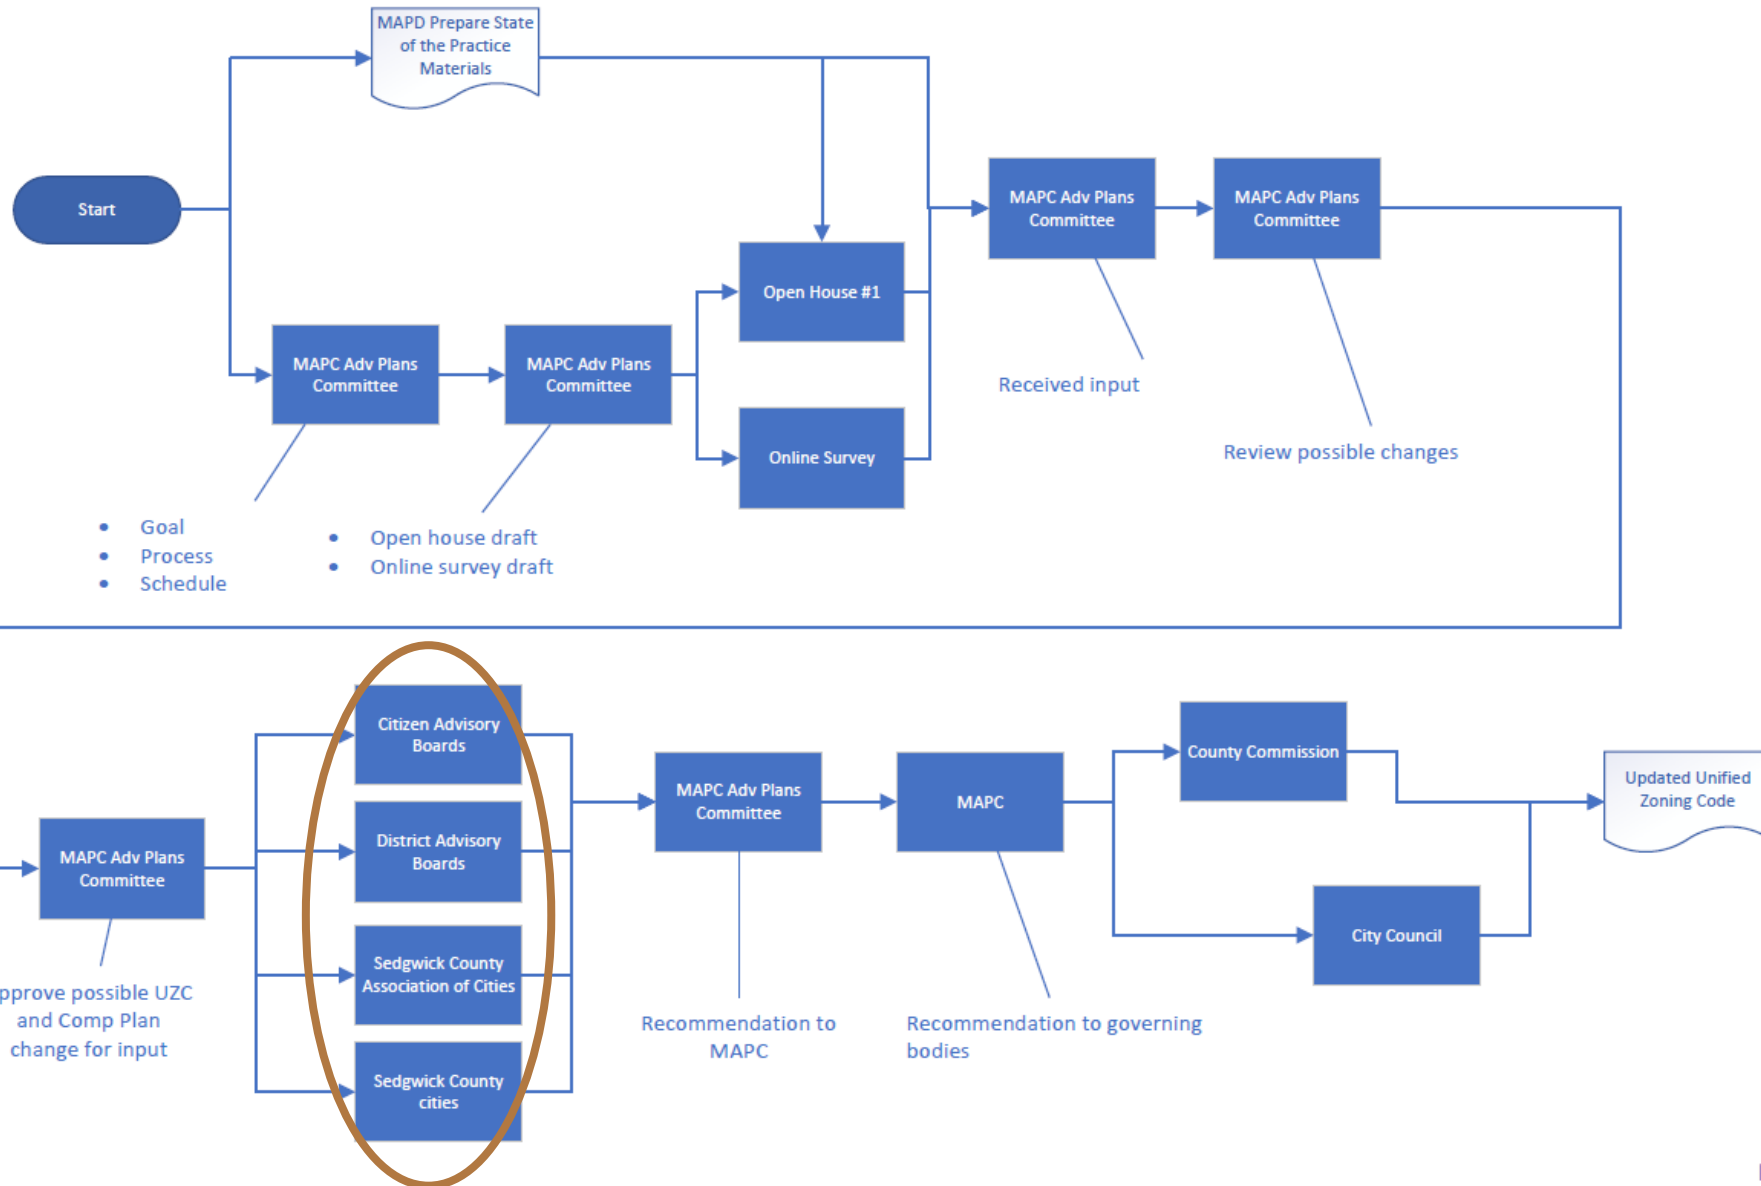 MAPD Prepare State
of the Practice
Materials
Start
MAPC Adv Plans
Committee
MAPC Adv Plans
Committee
Open House #1
MAPC Adv Plans
Committee
MAPC Adv Plans
Committee
Online Survey
Received input
Review possible changes
• Goal
• Process
• Schedule
• Open house draft
• Online survey draft
MAPC Adv Plans
Committee
pprove possible UZC
and Comp Plan
change for input
Citizen Advisory
Boards
District Advisory
Boards
Sedgwick County
Association of Cities
Sedgwick County
cities
MAPC Adv Plans
Committee
Recommendation to
MAPC
MAPC
Recommendation to governing
bodies
County Commission
City Council
Updated Unified
Zoning Code